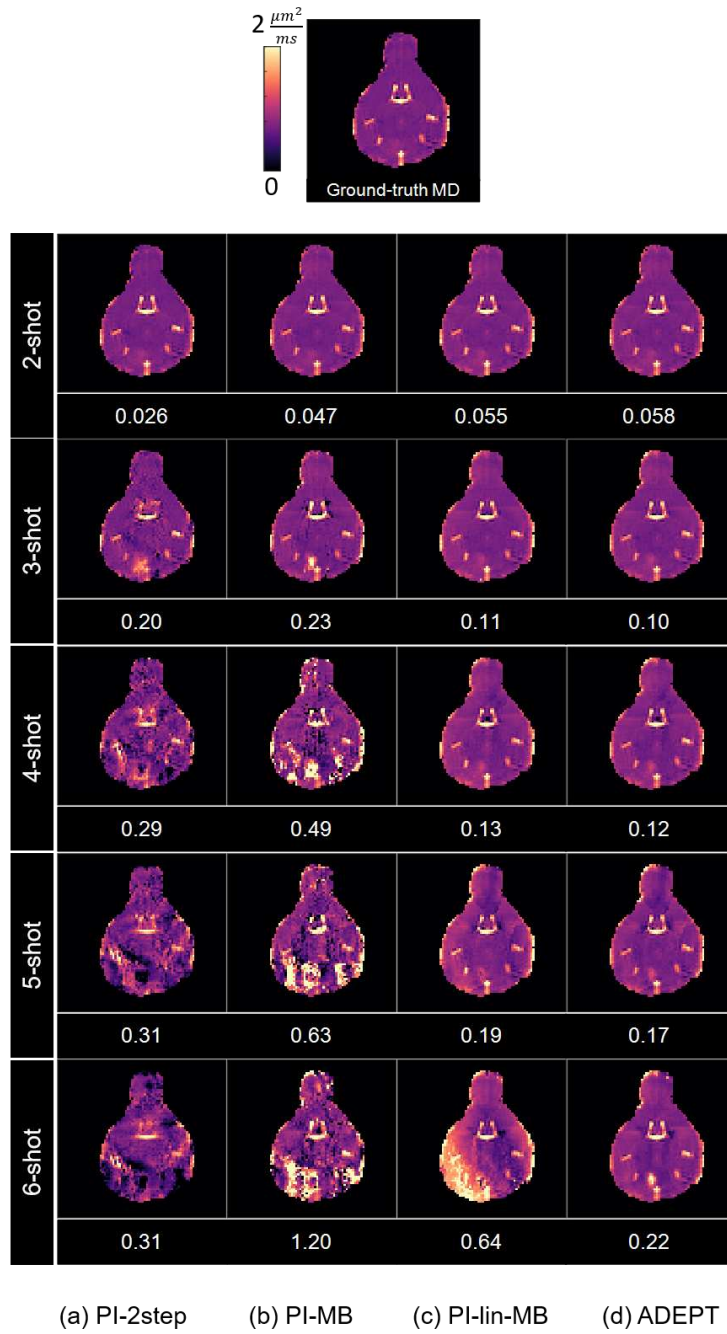 2 μm²/ms
0
Ground-truth MD
2-shot
0.026 0.047 0.055 0.058
3-shot
0.20 0.23 0.11 0.10
4-shot
0.29 0.49 0.13 0.12
5-shot
0.31 0.63 0.19 0.17
6-shot
0.31 1.20 0.64 0.22
(a) PI-2step (b) PI-MB (c) PI-lin-MB (d) ADEPT